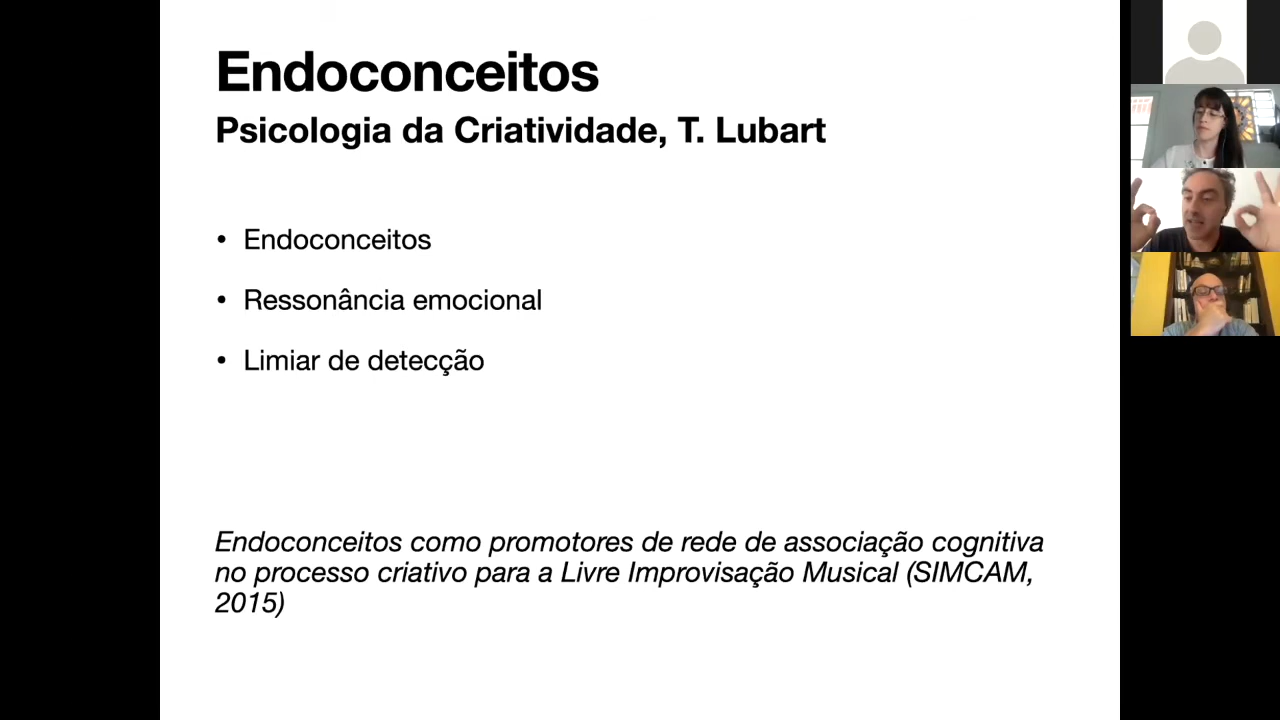 Endoconceitos
Psicologia da Criatividade, T. Lubart
• Endoconceitos
• Ressonância emocional
• Limiar de detecção
Endoconceitos como promotores de rede de associação cognitiva
no processo criativo para a Livre Improvisação Musical (SIMCAM,
2015)